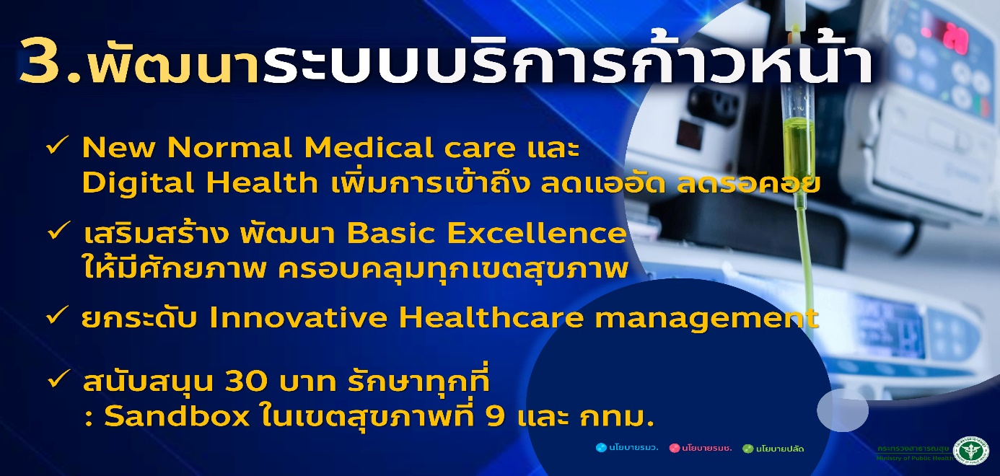 3.พัฒนาระบบบริการก้าวหน้า
✓ New Normal Medical care และ
Digital Health เพิ่มการเข้าถึง ลดแออัด ลดรอคอย
✓ เสริมสร้าง พัฒนา Basic Excellence
ให้มีศักยภาพ ครอบคลุมทุกเขตสุขภาพ
✓ ยกระดับ Innovative Healthcare management
✓ สนับสนุน 30 บาท รักษาทุกที่
: Sandbox ในเขตสุขภาพที่ 9 และ กทม.
นโยบายรมว. นโยบายรมช. นโยบายปลัด
กระทรวงสาธารณสุข
Ministry of Public Health